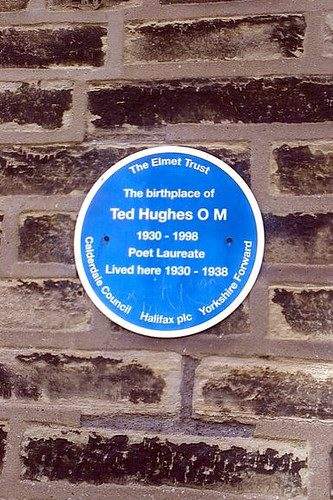 The Elmet Trust
The birthplace of
Ted Hughes O M
1930 - 1998
Poet Laureate
Lived here 1930 - 1938
Calderdale Council
Halifax plc
Yorkshire Forward